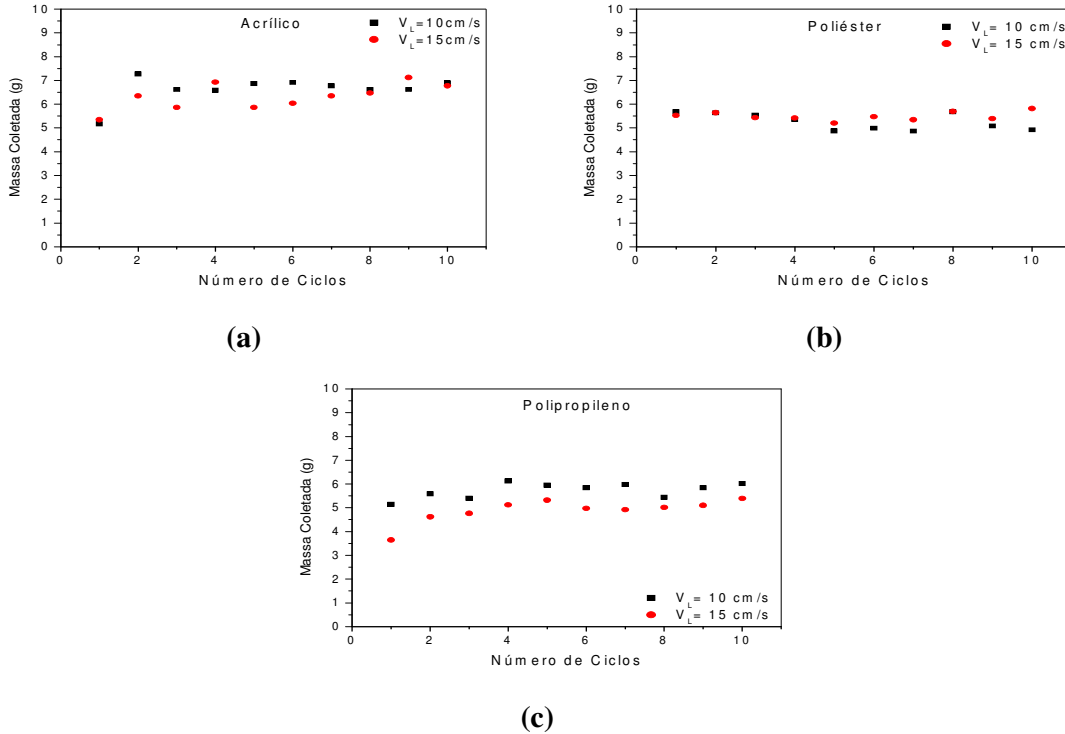 Acrílico
V_L=10cm/s
V_L=15cm/s
Massa Coletada (g)
10
9
8
7
6
5
4
3
2
1
0
0 2 4 6 8 10
Número de Ciclos
(a)
Poliéster
V_L= 10 cm/s
V_L= 15 cm/s
Massa Coletada (g)
10
9
8
7
6
5
4
3
2
1
0
0 2 4 6 8 10
Número de Ciclos
(b)
Polipropileno
Massa Coletada (g)
10
9
8
7
6
5
4
3
2
1
0
V_L= 10 cm/s
V_L= 15 cm/s
0 2 4 6 8 10
Número de Ciclos
(c)